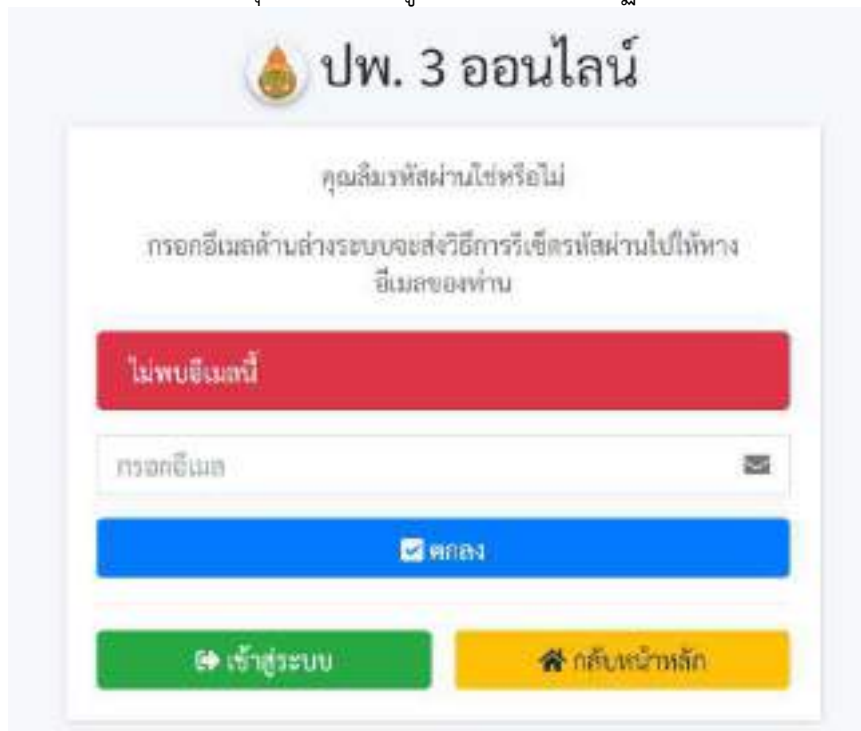 ปพ. 3 ออนไลน์
คุณลืมรหัสผ่านใช่หรือไม่
กรอกอีเมลด้านล่างระบบจะส่งวิธีการรีเซ็ตรหัสผ่านไปให้ทาง
อีเมลของท่าน
ไม่พบอีเมลนี้
กรอกอีเมล
ตกลง
เข้าสู่ระบบ
กลับหน้าหลัก